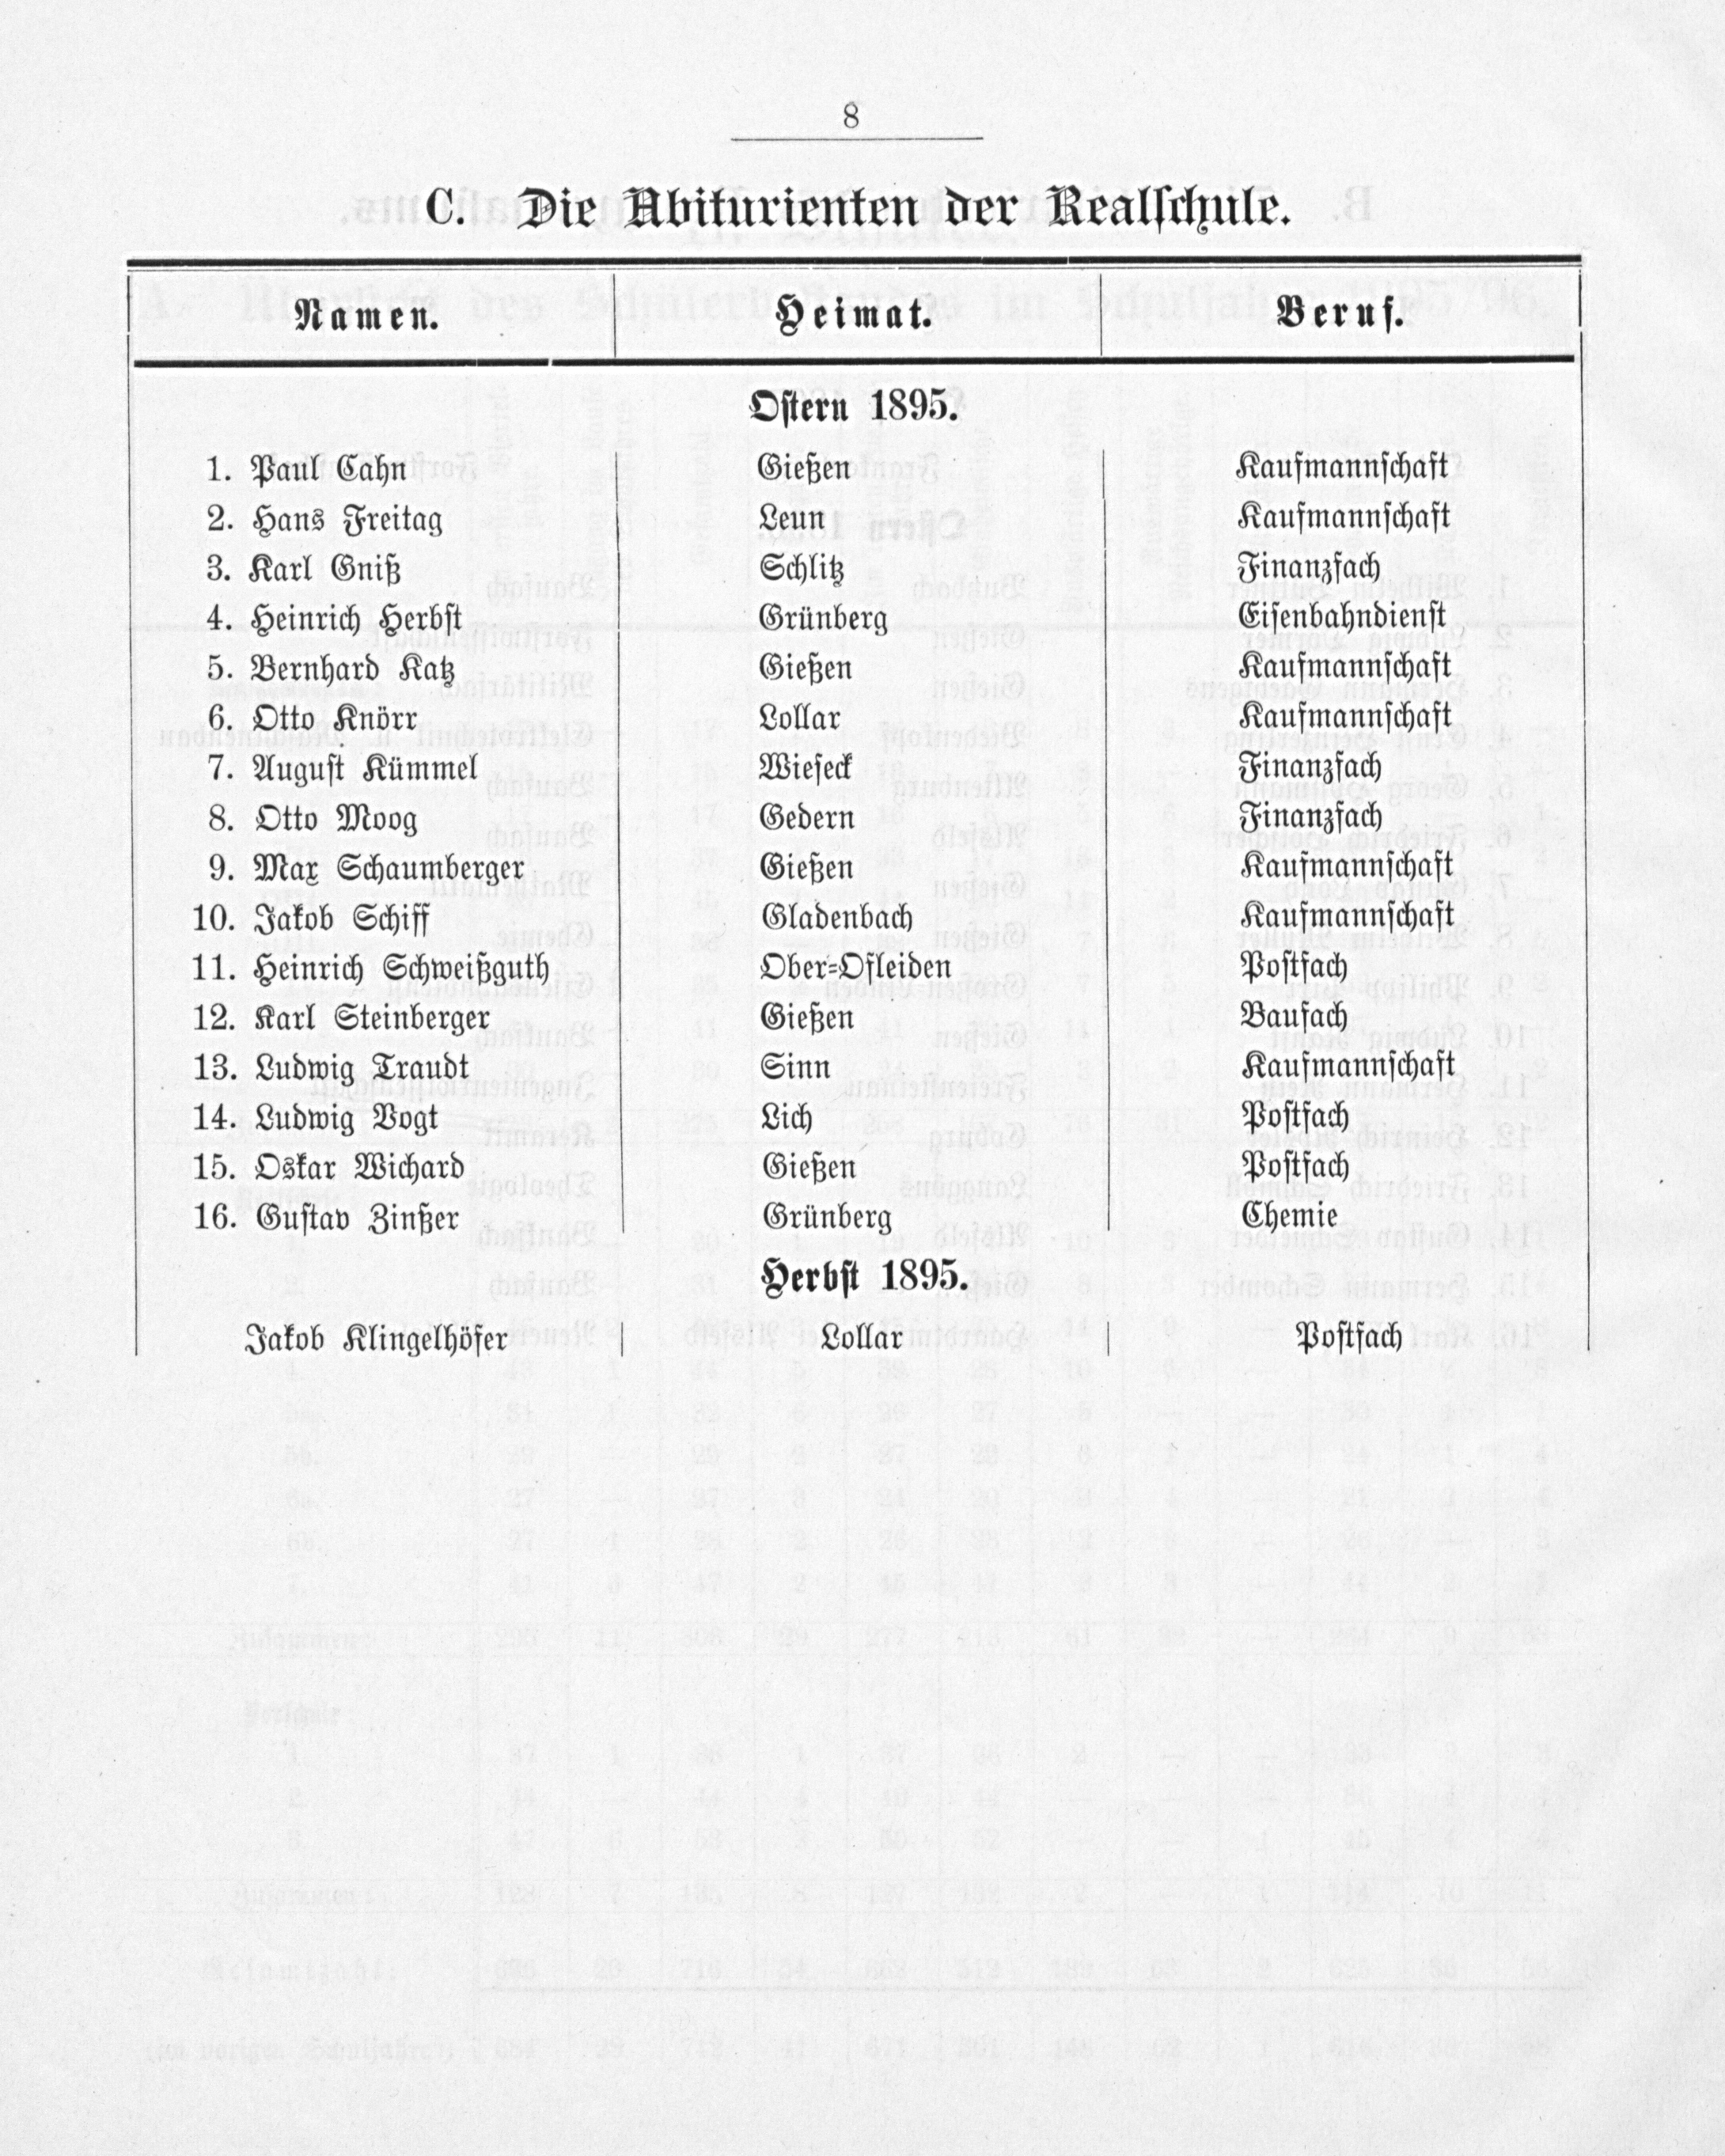 8
C. Die Abiturienten der Realschule.
Namen. Heimat. Beruf.
Ostern 1895.
1. Paul Cahn Gießen Kaufmannschaft
2. Hans Freitag Leun Kaufmannschaft
3. Karl Gniß Schlitz Finanzfach
4. Heinrich Herbst Grünberg Eisenbahndienst
5. Bernhard Katz Gießen Kaufmannschaft
6. Otto Knörr Lollar Kaufmannschaft
7. August Kümmel Wieseck Finanzfach
8. Otto Moog Gedern Finanzfach
9. Max Schaumberger Gießen Kaufmannschaft
10. Jakob Schiff Gladenbach Kaufmannschaft
11. Heinrich Schweißguth Ober-Ofleiden Postfach
12. Karl Steinberger Gießen Baufach
13. Ludwig Traudt Sinn Kaufmannschaft
14. Ludwig Vogt Lich Postfach
15. Oskar Wichard Gießen Postfach
16. Gustav Zinßer Grünberg Chemie
Herbst 1895.
Jakob Klingelhöfer Lollar Postfach